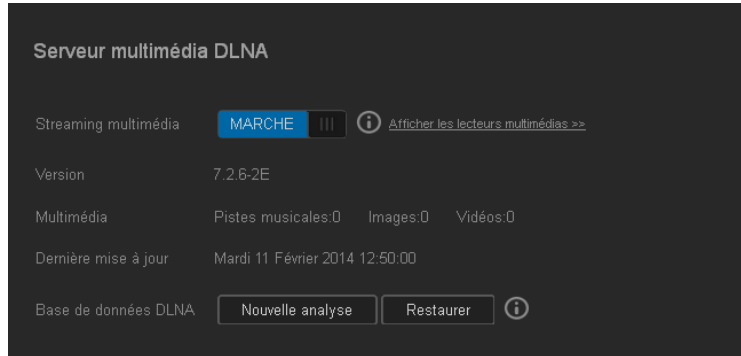 Serveur multimédia DLNA
Streaming multimédia MARCHE Afficher les lecteurs multimédias >>
Version 7.2.6-2E
Multimédia Pistes musicales:0 Images:0 Vidéos:0
Dernière mise à jour Mardi 11 Février 2014 12:50:00
Base de données DLNA Nouvelle analyse Restaurer